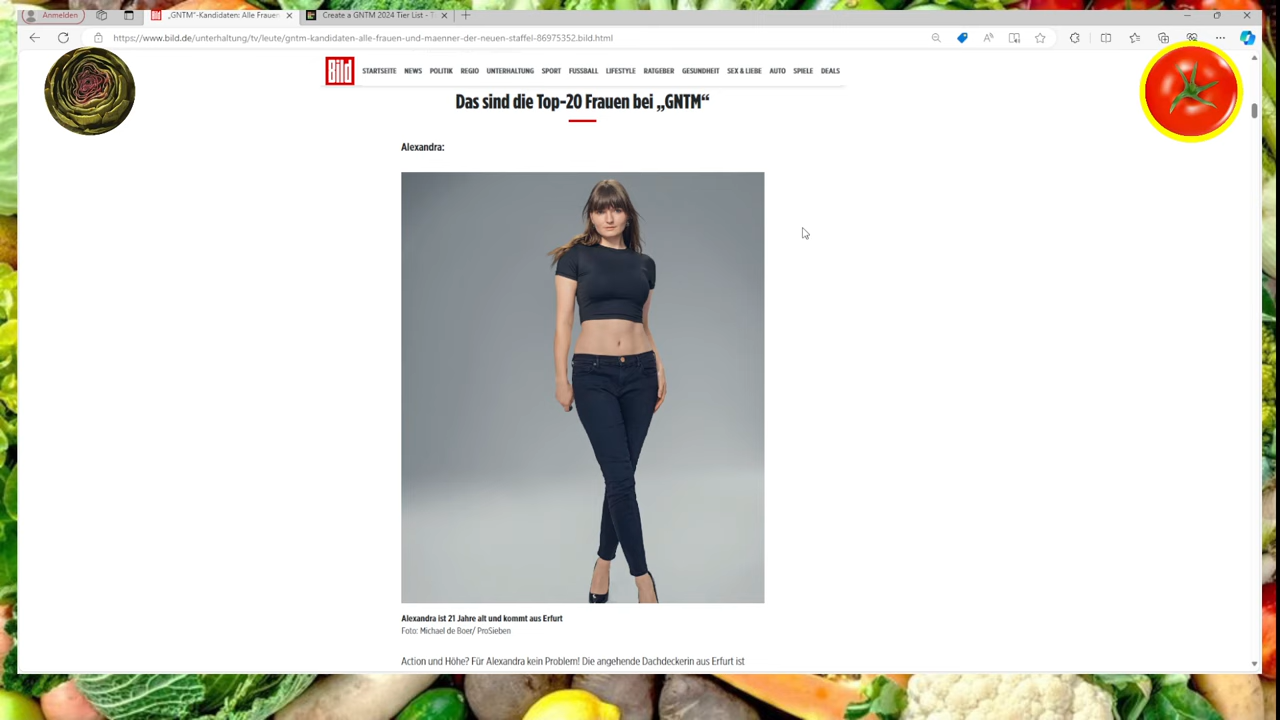 Anmelden
„GNTM"-Kandidaten: Alle Frauen
Create a GNTM 2024 Tier List - T
https://www.bild.de/unterhaltung/tv/leute/gntm-kandidaten-alle-frauen-und-maenner-der-neuen-staffel-86975352.bild.html
Bild
STARTSEITE NEWS POLITIK REGIO UNTERHALTUNG SPORT FUSSBALL LIFESTYLE RATGEBER GESUNDHEIT SEX & LIEBE AUTO SPIELE DEALS
Das sind die Top-20 Frauen bei „GNTM“
Alexandra:
Alexandra ist 21 Jahre alt und kommt aus Erfurt
Foto: Michael de Boer/ ProSieben
Action und Höhe? Für Alexandra kein Problem! Die angehende Dachdeckerin aus Erfurt ist